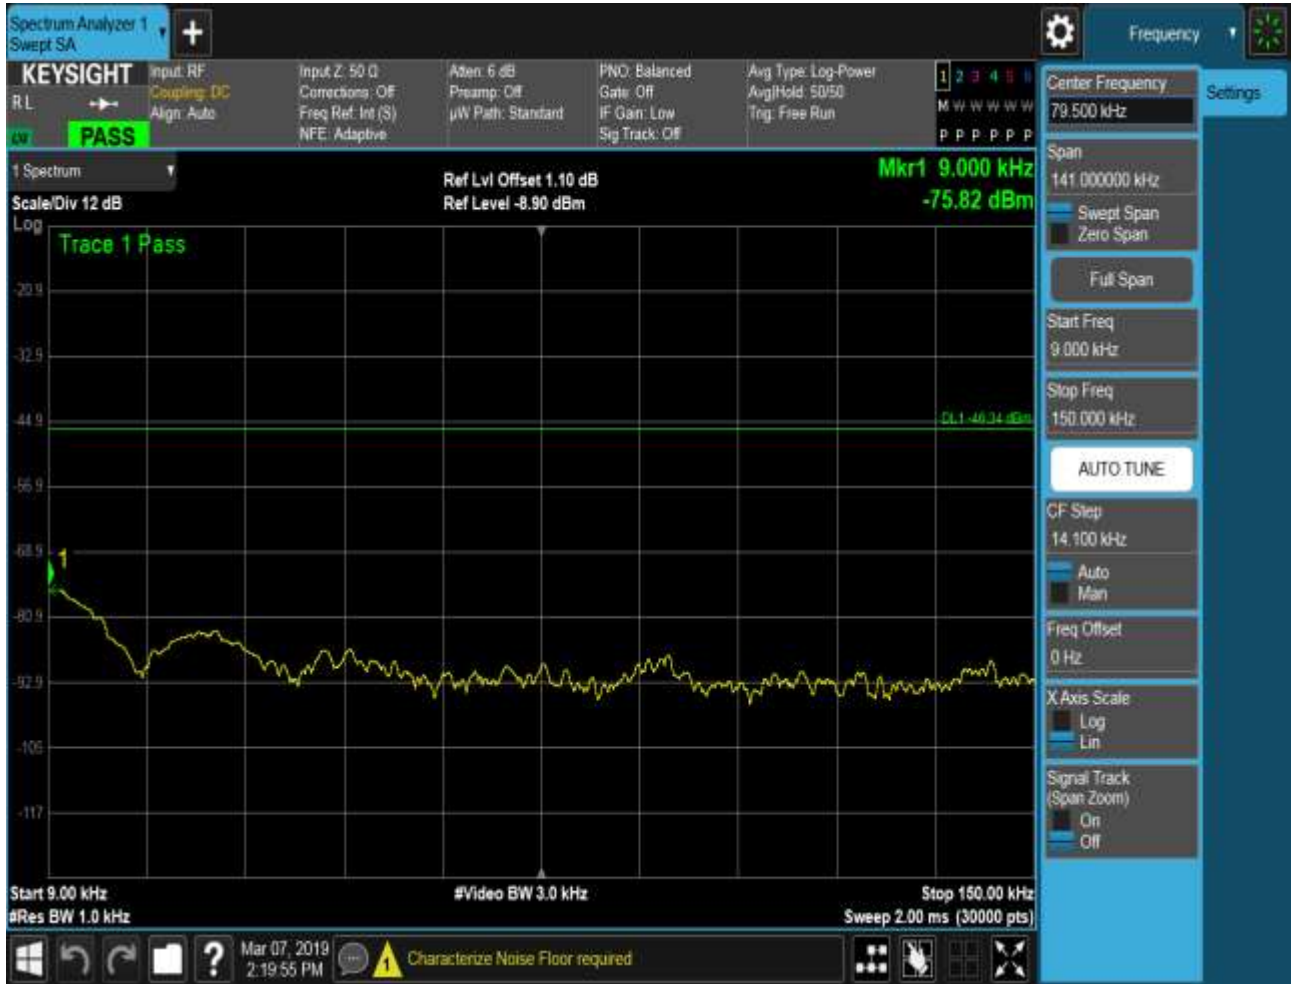 Spectrum Analyzer 1
Swept SA
+
Frequency
KEYSIGHT
R L
PASS
Input: RF
Coupling: DC
Align: Auto
Input Z: 50 Ω
Corrections: Off
Freq Ref: Int (S)
NFE: Adaptive
Atten: 6 dB
Preamp: Off
µW Path: Standard
PNO: Balanced
Gate: Off
IF Gain: Low
Sig Track: Off
Avg Type: Log-Power
Avg|Hold: 50/50
Trig: Free Run
1 2 3 4 5 6
M W W W W W
P P P P P P
1 Spectrum
Scale/Div 12 dB
Log
Ref Lvl Offset 1.10 dB
Ref Level -8.90 dBm
Mkr1 9.000 kHz
-75.82 dBm
Trace 1 Pass
-20.9
-32.9
-44.9
DL1 -46.34 dBm
-56.9
-68.9
1
-80.9
-92.9
-105
-117
Start 9.00 kHz
#Video BW 3.0 kHz
Stop 150.00 kHz
#Res BW 1.0 kHz
Sweep 2.00 ms (30000 pts)
Center Frequency
79.500 kHz
Settings
Span
141.000000 kHz
Swept Span
Zero Span
Full Span
Start Freq
9.000 kHz
Stop Freq
150.000 kHz
AUTO TUNE
CF Step
14.100 kHz
Auto
Man
Freq Offset
0 Hz
X Axis Scale
Log
Lin
Signal Track
(Span Zoom)
On
Off
?
Mar 07, 2019
2:19:55 PM
1
Characterize Noise Floor required